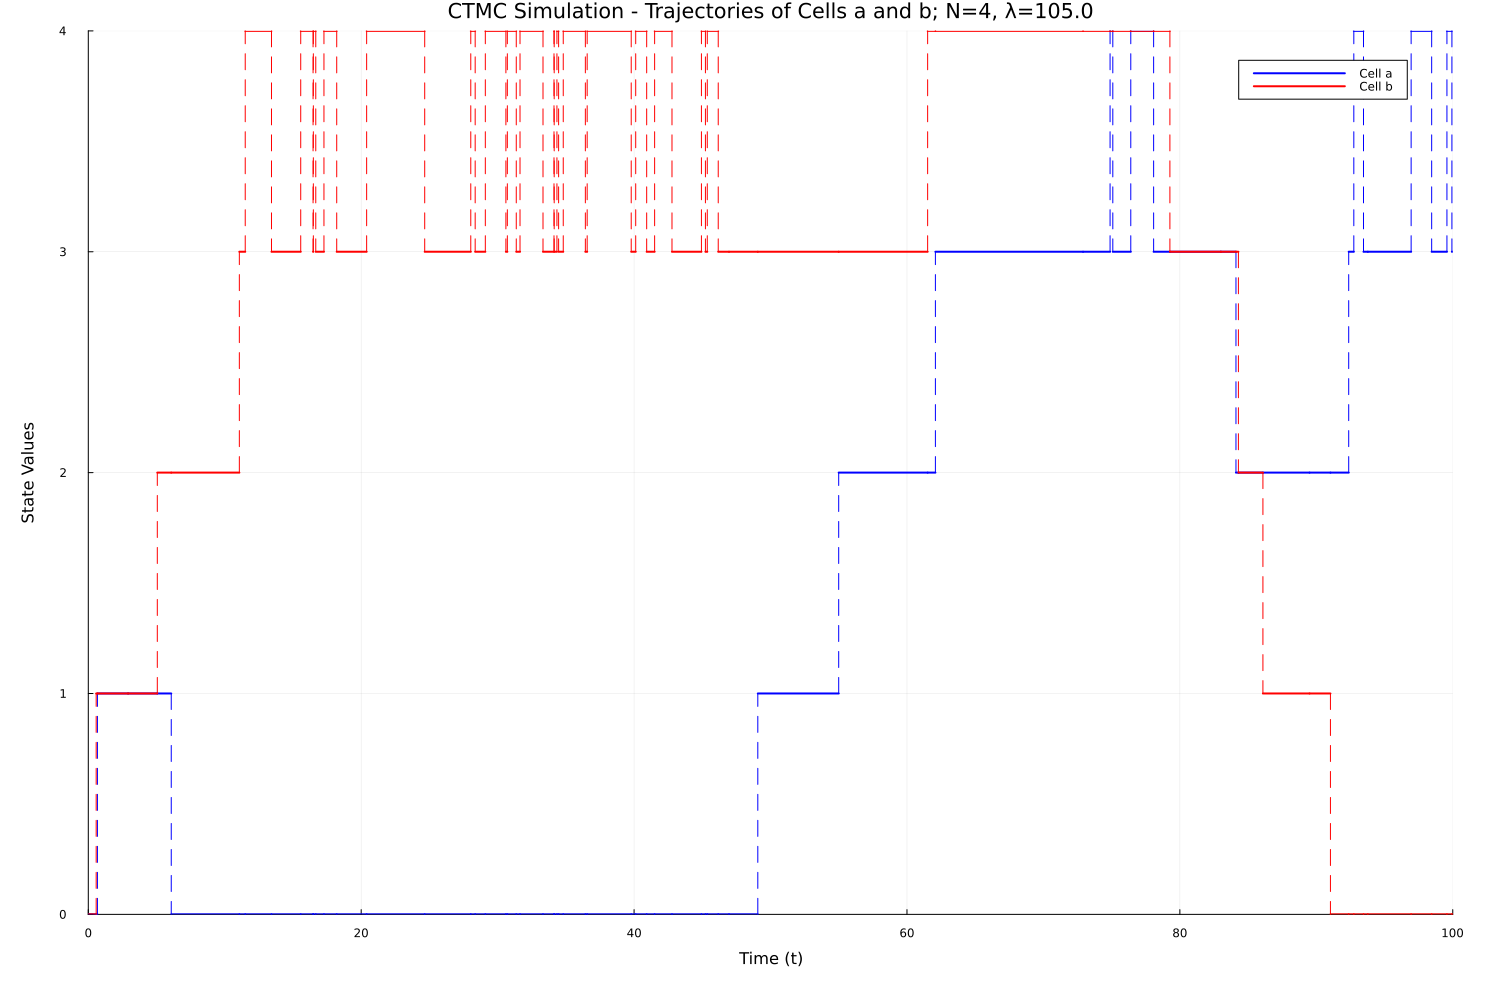 CTMC Simulation - Trajectories of Cells a and b; N=4, λ=105.0
4
Cell a
Cell b
3
State Values
2
1
0
0 20 40 60 80 100
Time (t)